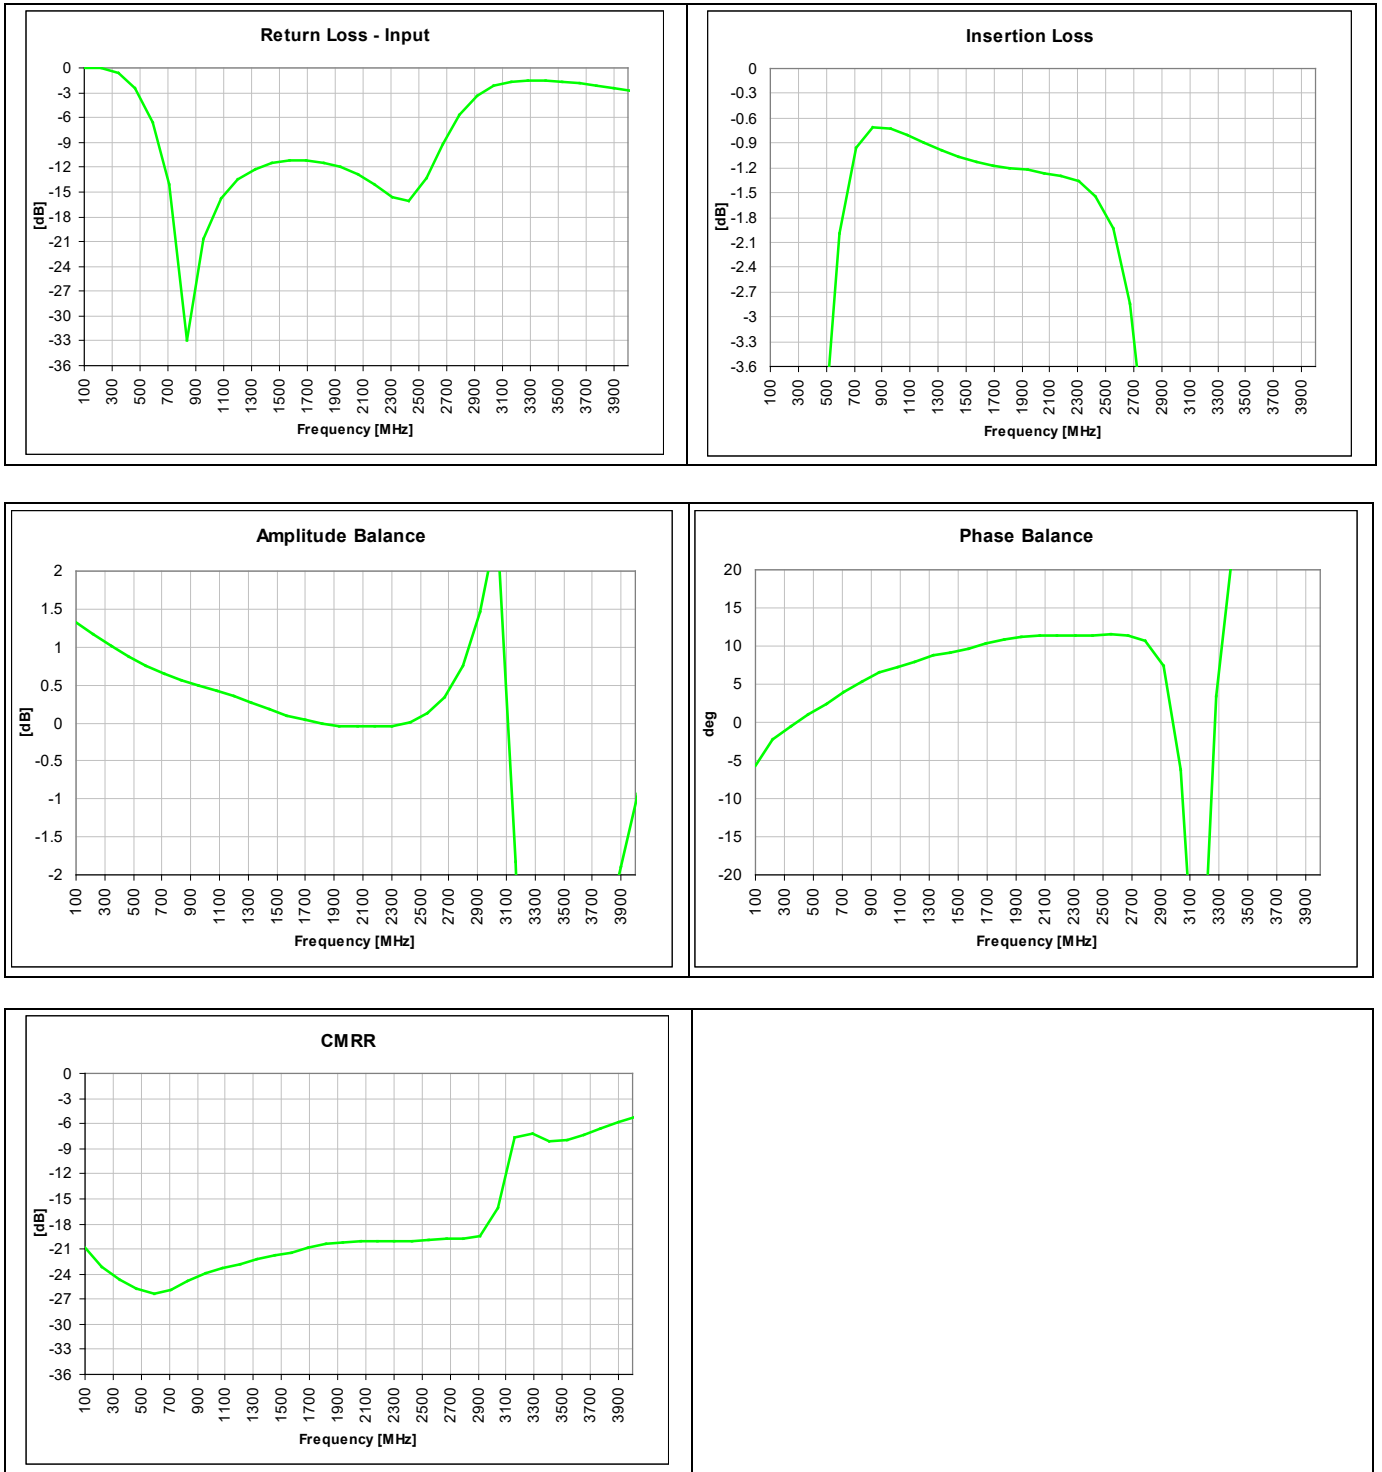 Return Loss - Input
0
-3
-6
-9
-12
-15
-18
-21
-24
-27
-30
-33
-36
[dB]
100 300 500 700 900 1100 1300 1500 1700 1900 2100 2300 2500 2700 2900 3100 3300 3500 3700 3900
Frequency [MHz]
Insertion Loss
0
-0.3
-0.6
-0.9
-1.2
-1.5
-1.8
-2.1
-2.4
-2.7
-3
-3.3
-3.6
[dB]
100 300 500 700 900 1100 1300 1500 1700 1900 2100 2300 2500 2700 2900 3100 3300 3500 3700 3900
Frequency [MHz]
Amplitude Balance
2
1.5
1
0.5
0
-0.5
-1
-1.5
-2
[dB]
100 300 500 700 900 1100 1300 1500 1700 1900 2100 2300 2500 2700 2900 3100 3300 3500 3700 3900
Frequency [MHz]
Phase Balance
20
15
10
5
0
-5
-10
-15
-20
deg
100 300 500 700 900 1100 1300 1500 1700 1900 2100 2300 2500 2700 2900 3100 3300 3500 3700 3900
Frequency [MHz]
CMRR
0
-3
-6
-9
-12
-15
-18
-21
-24
-27
-30
-33
-36
[dB]
100 300 500 700 900 1100 1300 1500 1700 1900 2100 2300 2500 2700 2900 3100 3300 3500 3700 3900
Frequency [MHz]